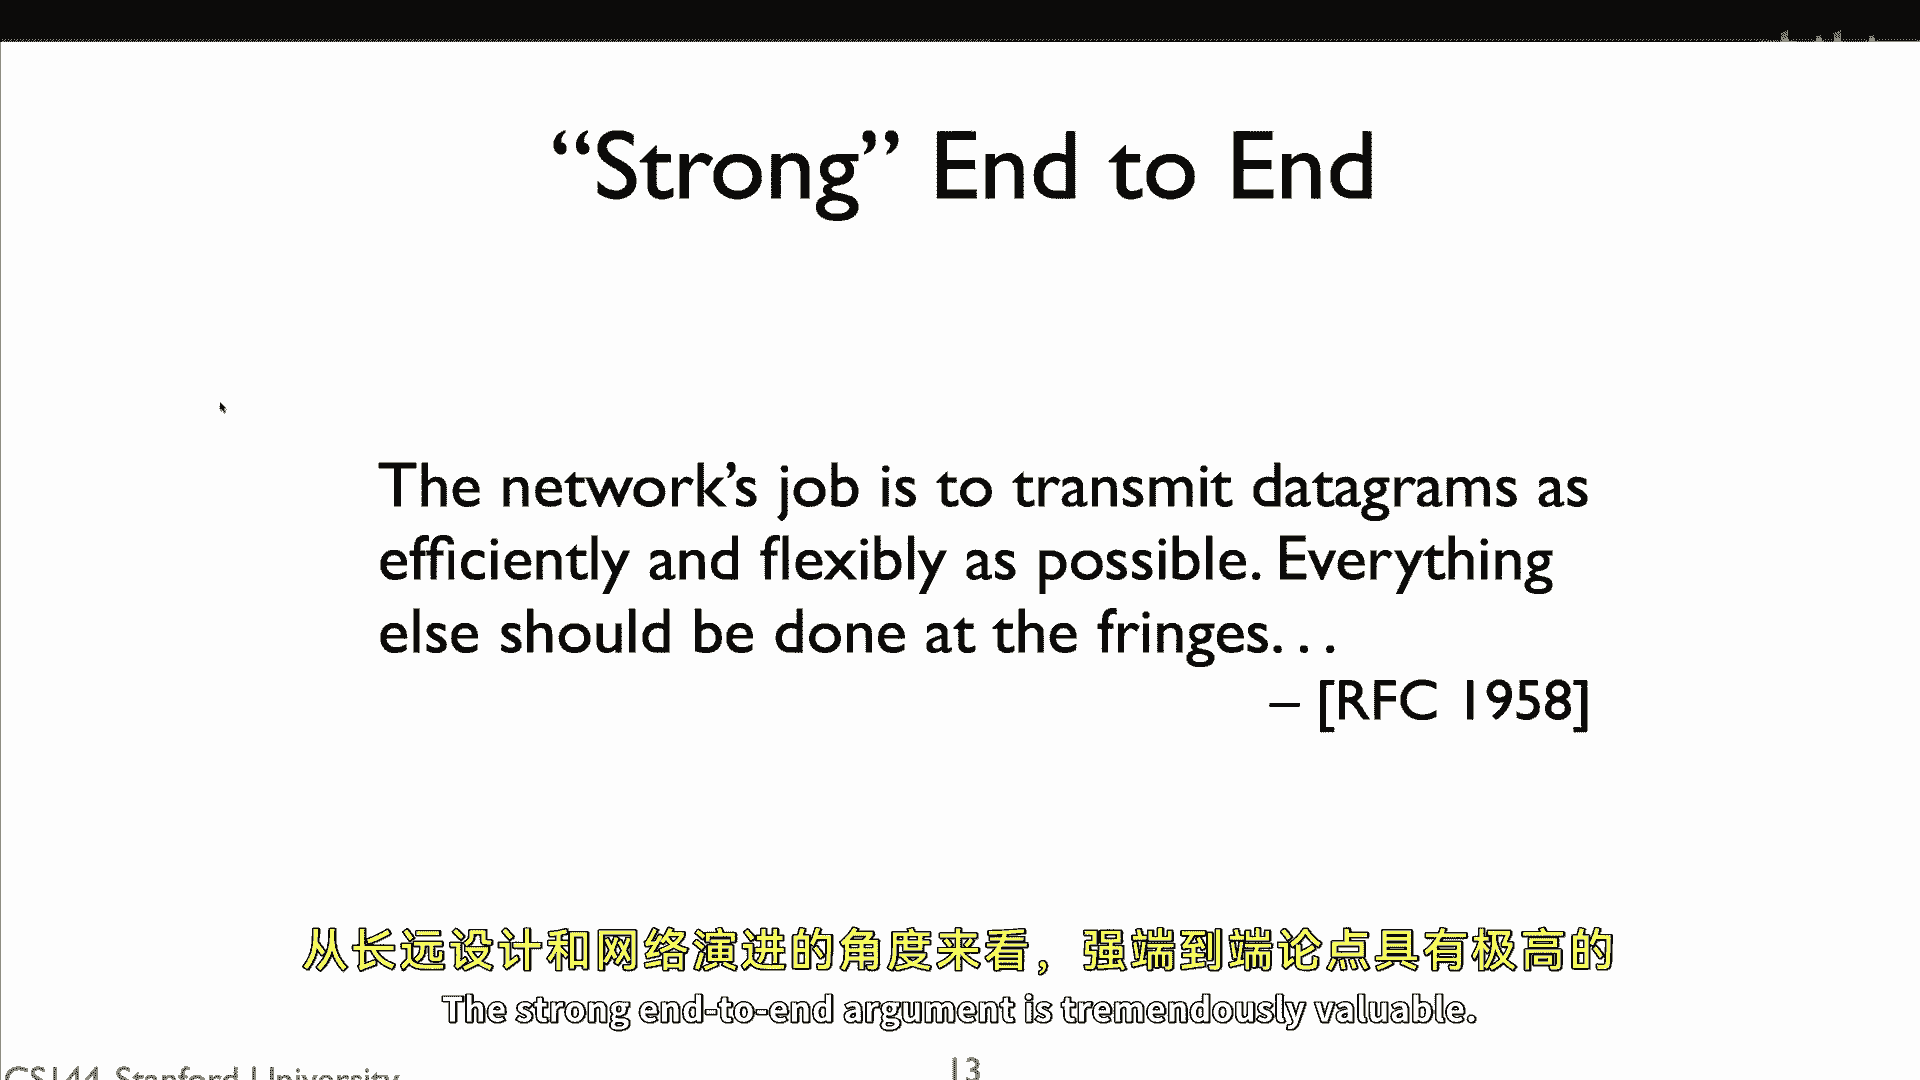 “Strong” End to End
The network’s job is to transmit datagrams as
efficiently and flexibly as possible. Everything
else should be done at the fringes. . .
– [RFC 1958]
从长远设计和网络演进的角度来看，强端到端论点具有极高的
The strong end-to-end argument is tremendously valuable.
CS144, Stanford University
13